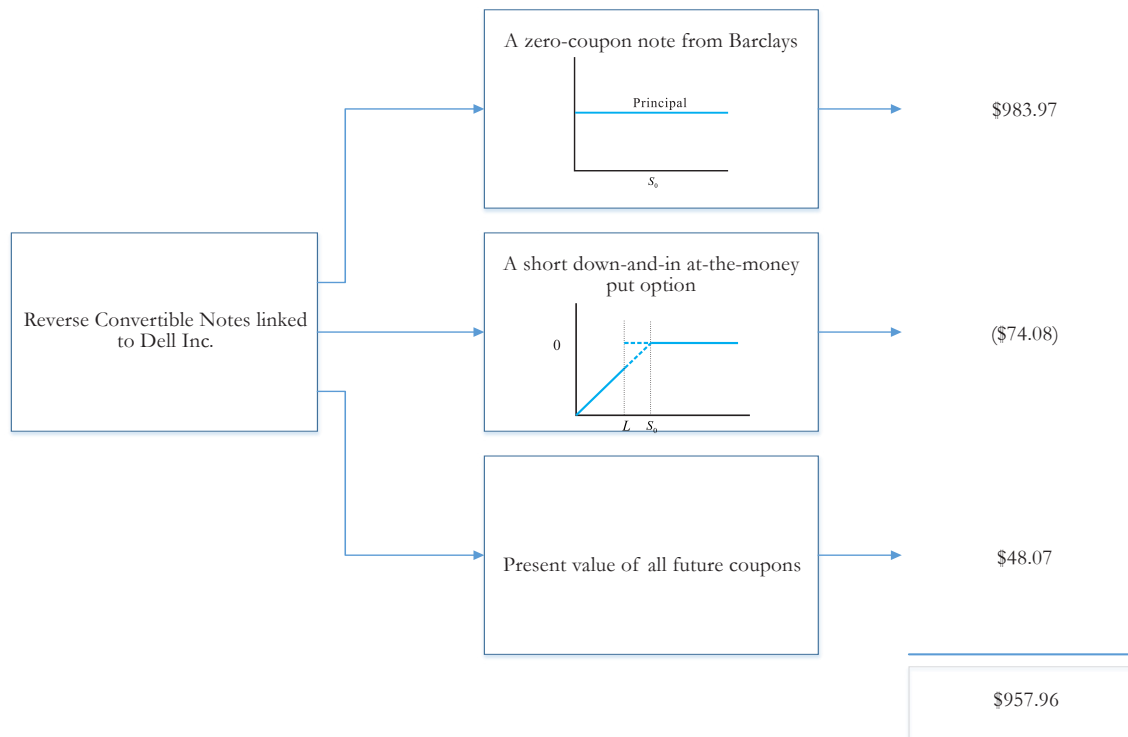 A zero-coupon note from Barclays
Principal
S₀
$983.97
Reverse Convertible Notes linked
to Dell Inc.
A short down-and-in at-the-money
put option
0
L S₀
($74.08)
Present value of all future coupons
$48.07
$957.96